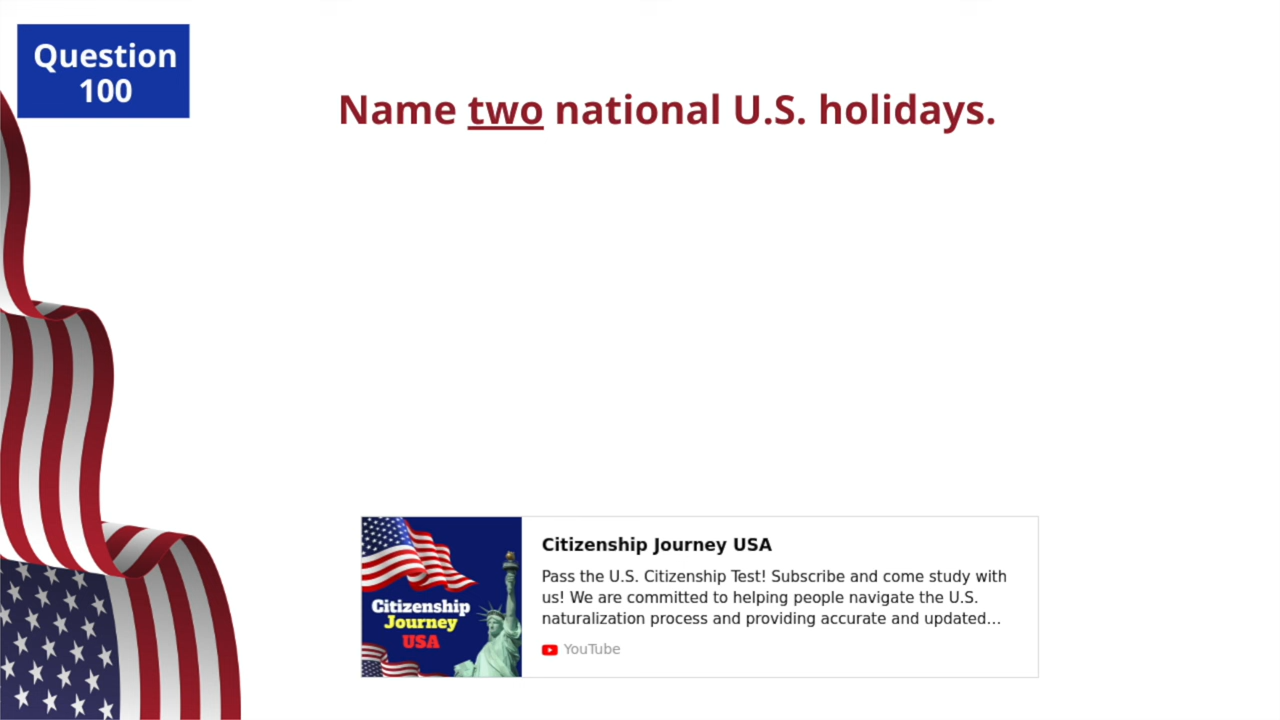 Question
100
Name two national U.S. holidays.
Citizenship
Journey
USA
Citizenship Journey USA
Pass the U.S. Citizenship Test! Subscribe and come study with
us! We are committed to helping people navigate the U.S.
naturalization process and providing accurate and updated...
YouTube